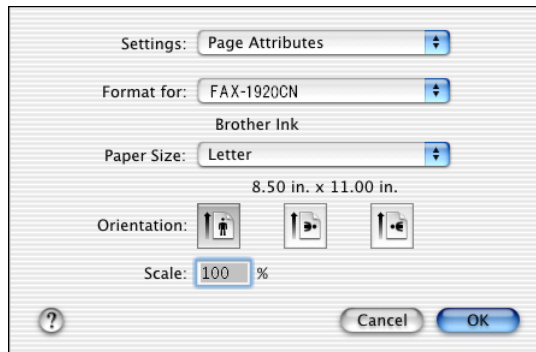 Settings: Page Attributes
Format for: FAX-1920CN
Brother Ink
Paper Size: Letter
8.50 in. x 11.00 in.
Orientation:
Scale: 100 %
? Cancel OK